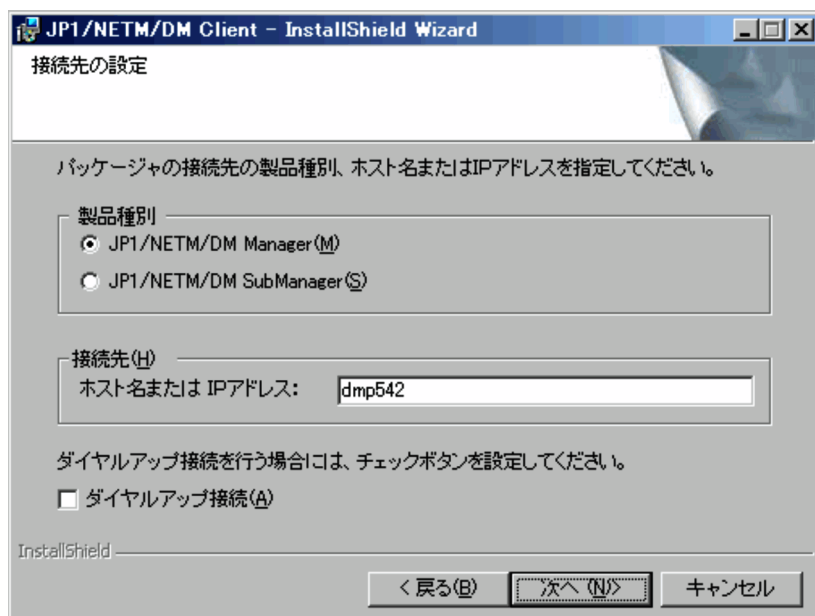 JP1/NETM/DM Client - InstallShield Wizard
接続先の設定
パッケージャの接続先の製品種別、ホスト名またはIPアドレスを指定してください。
製品種別
JP1/NETM/DM Manager(M)
JP1/NETM/DM SubManager(S)
接続先(H)
ホスト名または IPアドレス:
dmp542
ダイヤルアップ接続を行う場合には、チェックボタンを設定してください。
ダイヤルアップ接続(A)
InstallShield
< 戻る(B)
次へ (N)>
キャンセル